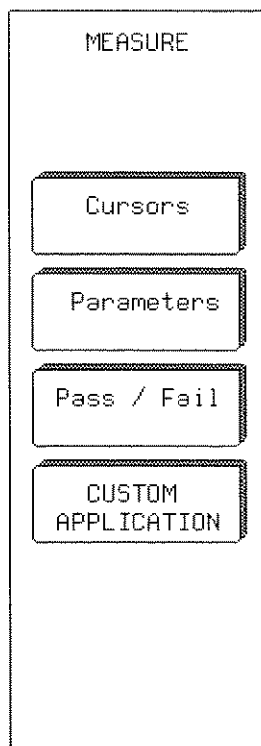 MEASURE
Cursors
Parameters
Pass / Fail
CUSTOM
APPLICATION